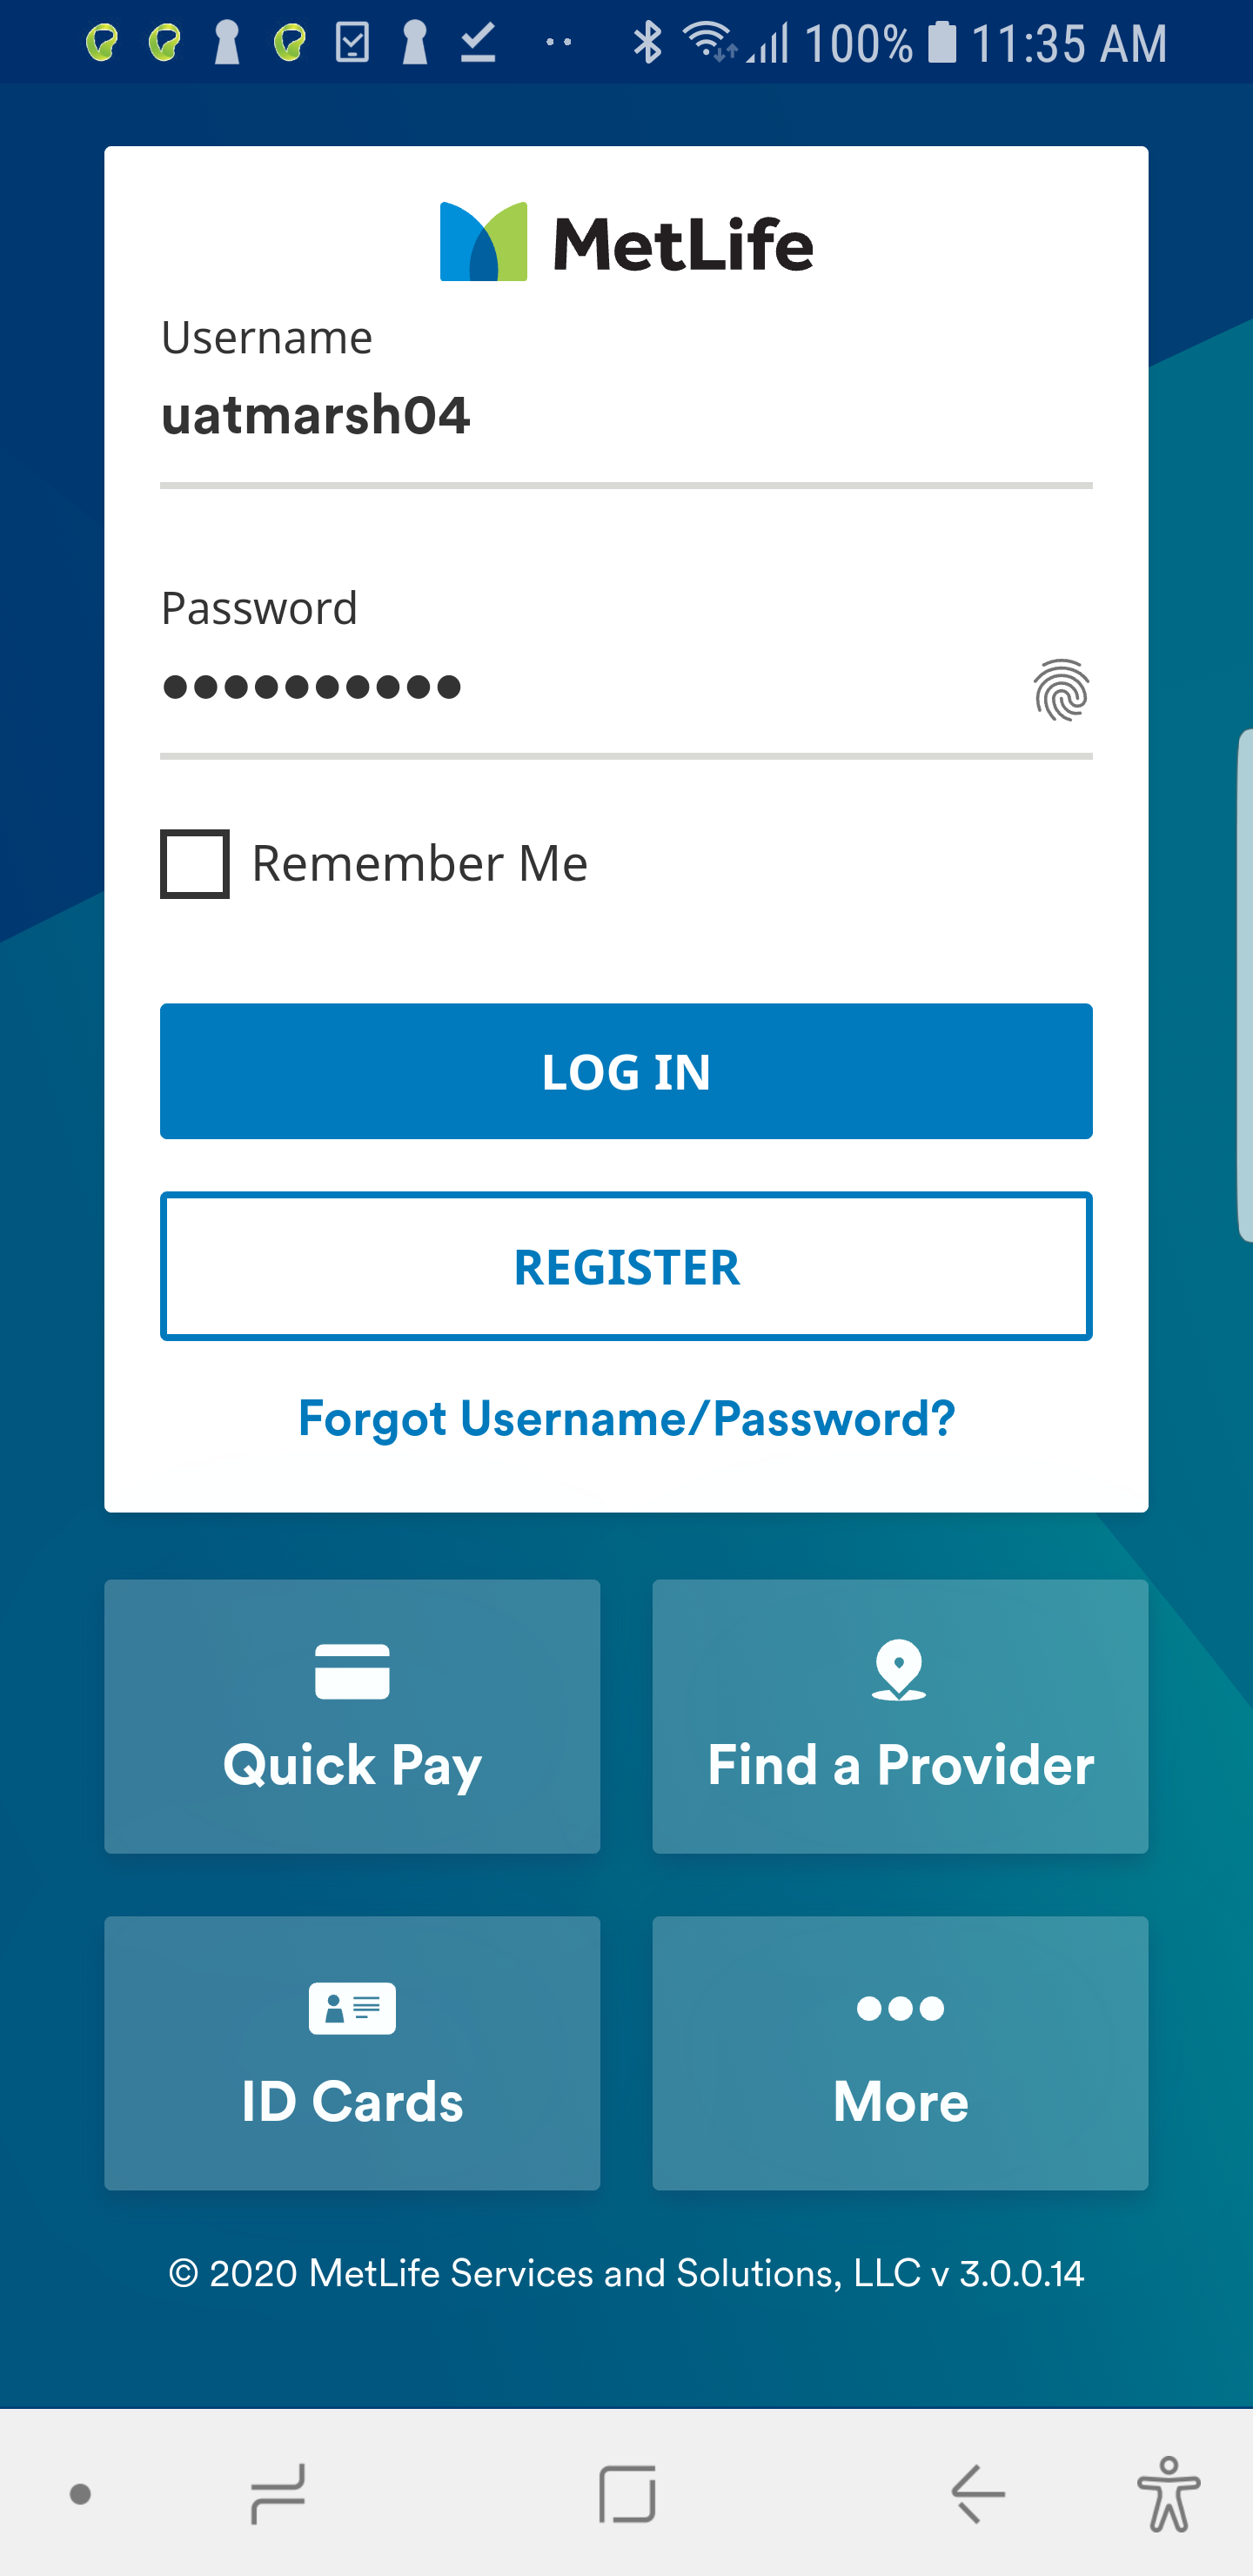 100% 11:35 AM
MetLife
Username
uatmarsh04
Password
Remember Me
LOG IN
REGISTER
Forgot Username/Password?
Quick Pay
Find a Provider
ID Cards
More
© 2020 MetLife Services and Solutions, LLC v 3.0.0.14